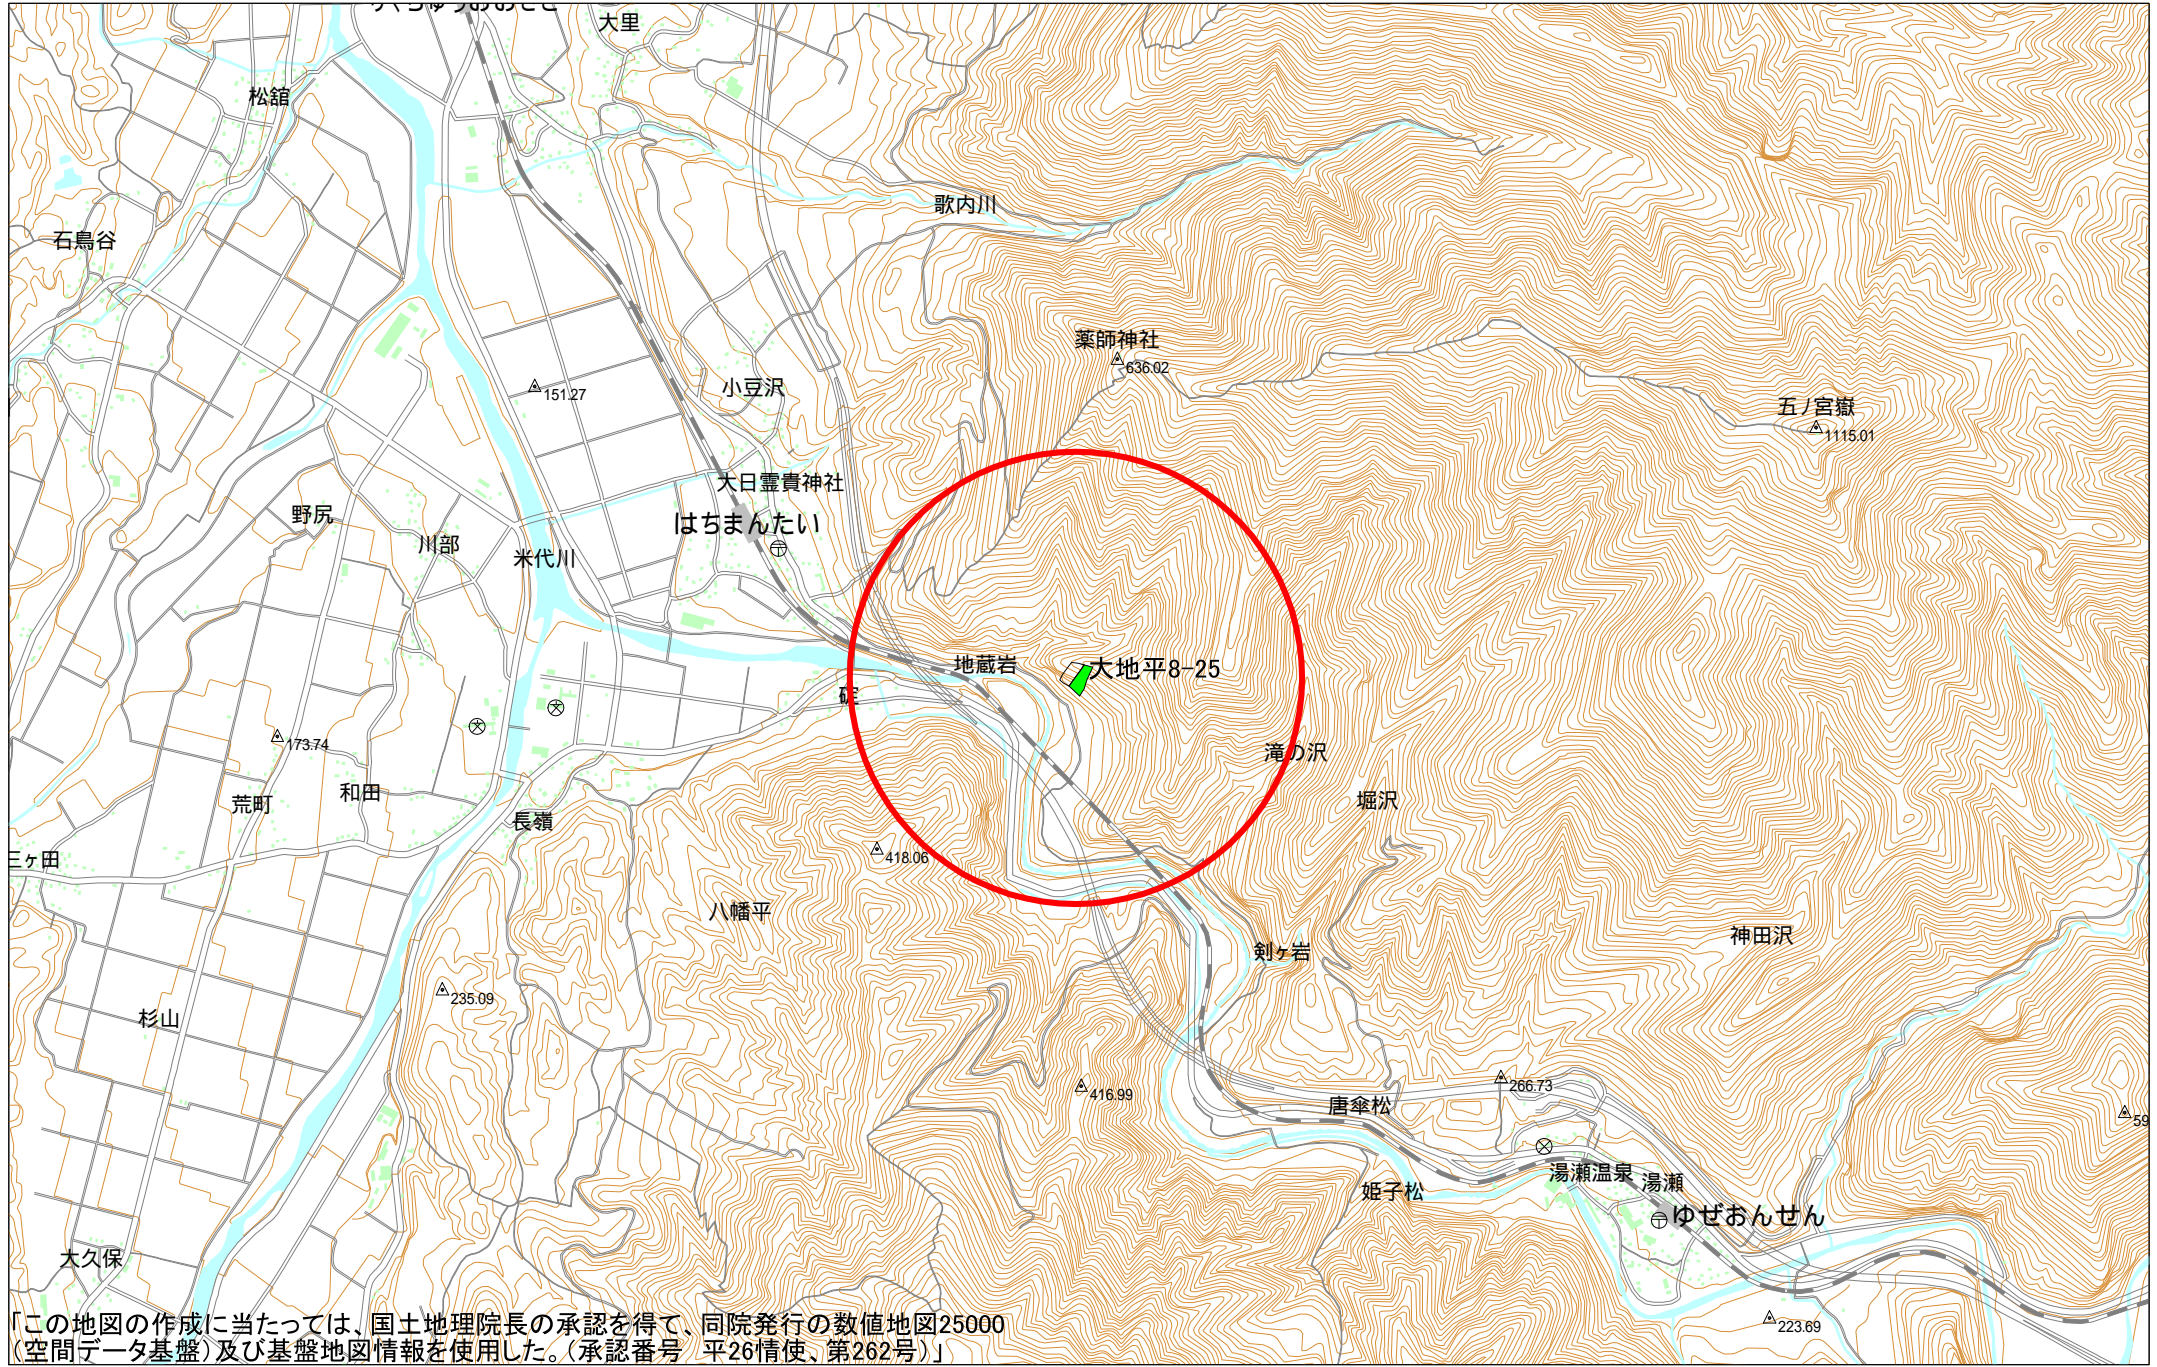 大里
松舘
歌内川
石鳥谷
薬師神社
636.02
151.27
小豆沢
五ノ宮嶽
1115.01
大日霊貴神社
野尻
はちまんたい
川部
米代川
地蔵岩
大地平8-25
碇
173.74
滝の沢
和田
荒町
堀沢
長嶺
三ヶ田
418.06
八幡平
神田沢
剣ヶ岩
235.09
杉山
416.99
266.73
唐傘松
59
湯瀬温泉
湯瀬
姫子松
ゆぜおんせん
大久保
223.69
「この地図の作成に当たっては、国土地理院長の承認を得て、同院発行の数値地図25000
（空間データ基盤）及び基盤地図情報を使用した。（承認番号　平26情使、第262号）」